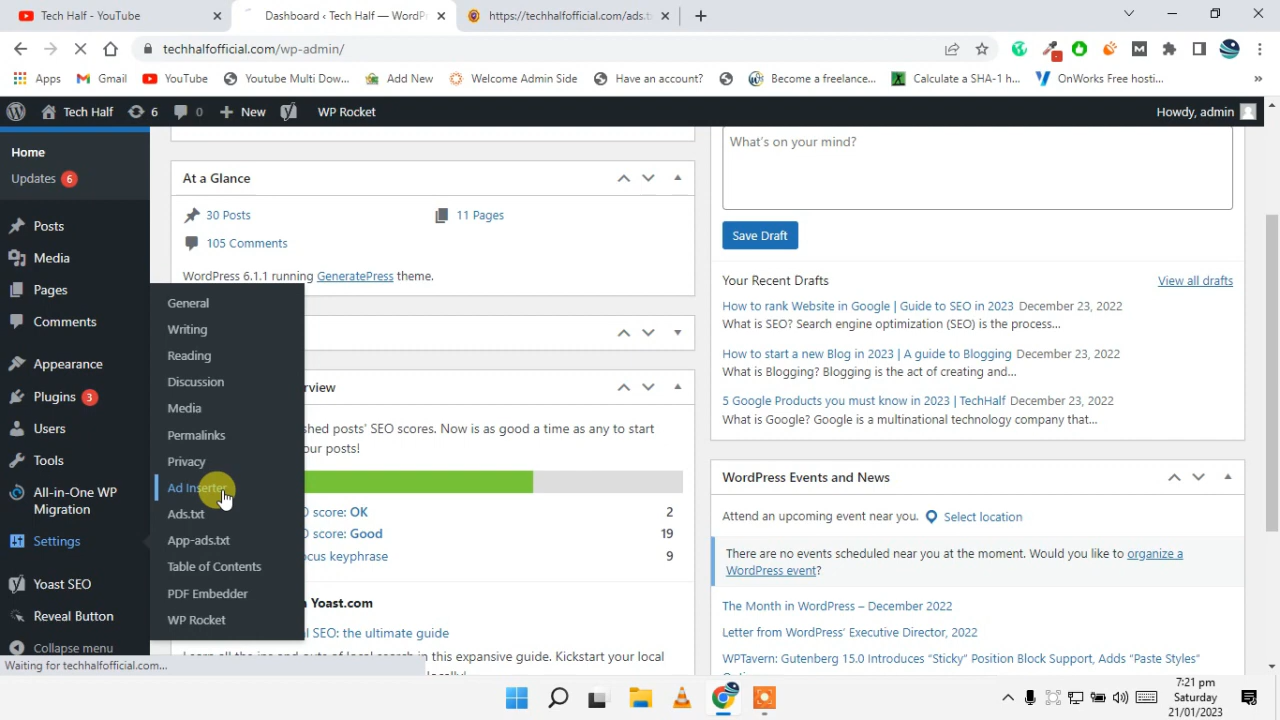 Tech Half - YouTube
Dashboard ‹ Tech Half — WordPr
https://techhalfofficial.com/ads.t
techhalfofficial.com/wp-admin/
Apps
Gmail
YouTube
Youtube Multi Dow...
Add New
Welcome Admin Side
Have an account?
Become a freelance...
Calculate a SHA-1 h...
OnWorks Free hosti...
»
Tech Half
6
0
New
WP Rocket
Howdy, admin
Home
Updates 6
Posts
Media
Pages
Comments
Appearance
Plugins 3
Users
Tools
All-in-One WP
Migration
Settings
Yoast SEO
Reveal Button
Collapse menu
General
Writing
Reading
Discussion
Media
Permalinks
Privacy
Ad Inserter
Ads.txt
App-ads.txt
Table of Contents
PDF Embedder
WP Rocket
At a Glance
30 Posts
11 Pages
105 Comments
WordPress 6.1.1 running GeneratePress theme.
rview
shed posts' SEO scores. Now is as good a time as any to start
ur posts!
O score: OK
2
O score: Good
19
ocus keyphrase
9
Yoast.com
l SEO: the ultimate guide
Learn all the ins and outs of local search in this expansive guide. Kickstart your local
What's on your mind?
Save Draft
Your Recent Drafts
View all drafts
How to rank Website in Google | Guide to SEO in 2023 December 23, 2022
What is SEO? Search engine optimization (SEO) is the process...
How to start a new Blog in 2023 | A guide to Blogging December 23, 2022
What is Blogging? Blogging is the act of creating and...
5 Google Products you must know in 2023 | TechHalf December 23, 2022
What is Google? Google is a multinational technology company that...
WordPress Events and News
Attend an upcoming event near you
Select location
There are no events scheduled near you at the moment. Would you like to organize a
WordPress event?
The Month in WordPress – December 2022
Letter from WordPress' Executive Director, 2022
WPTavern: Gutenberg 15.0 Introduces "Sticky" Position Block Support, Adds "Paste Styles"
Waiting for techhalfofficial.com...
7:21 pm
Saturday
21/01/2023